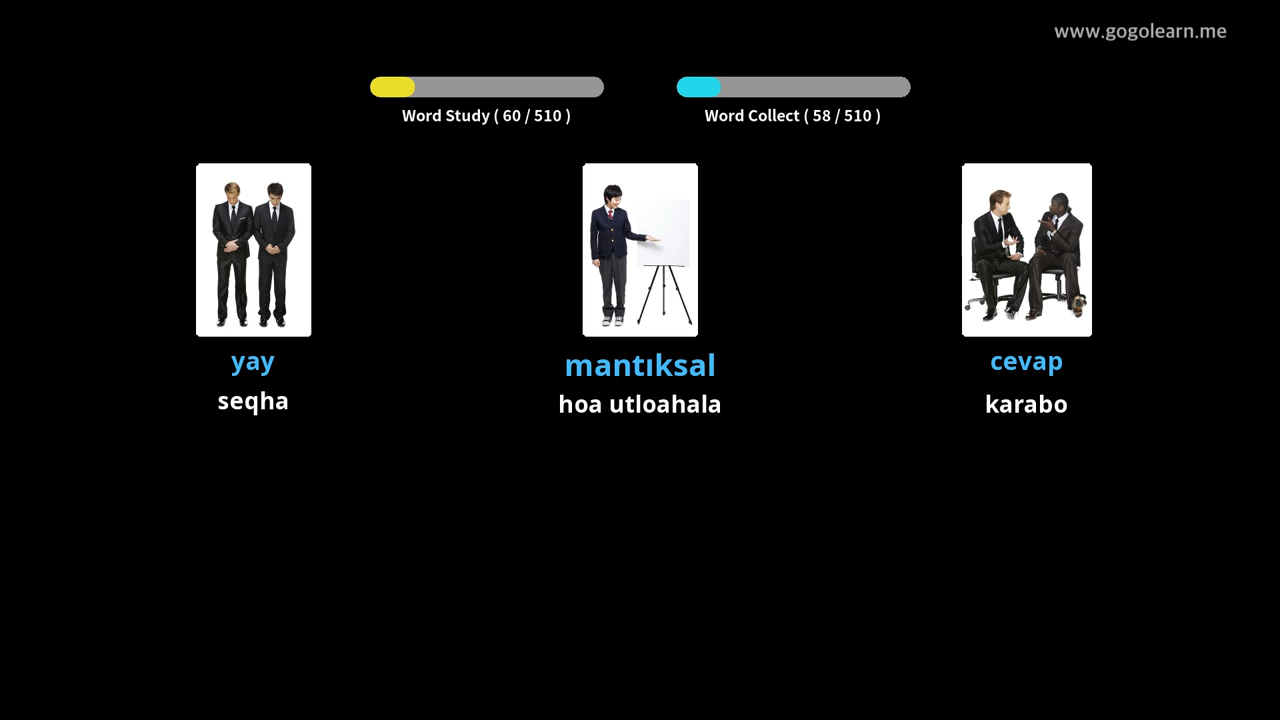 www.gogolearn.me
Word Study ( 60 / 510 )
Word Collect ( 58 / 510 )
yay
mantıksal
cevap
seqha
hoa utloahala
karabo